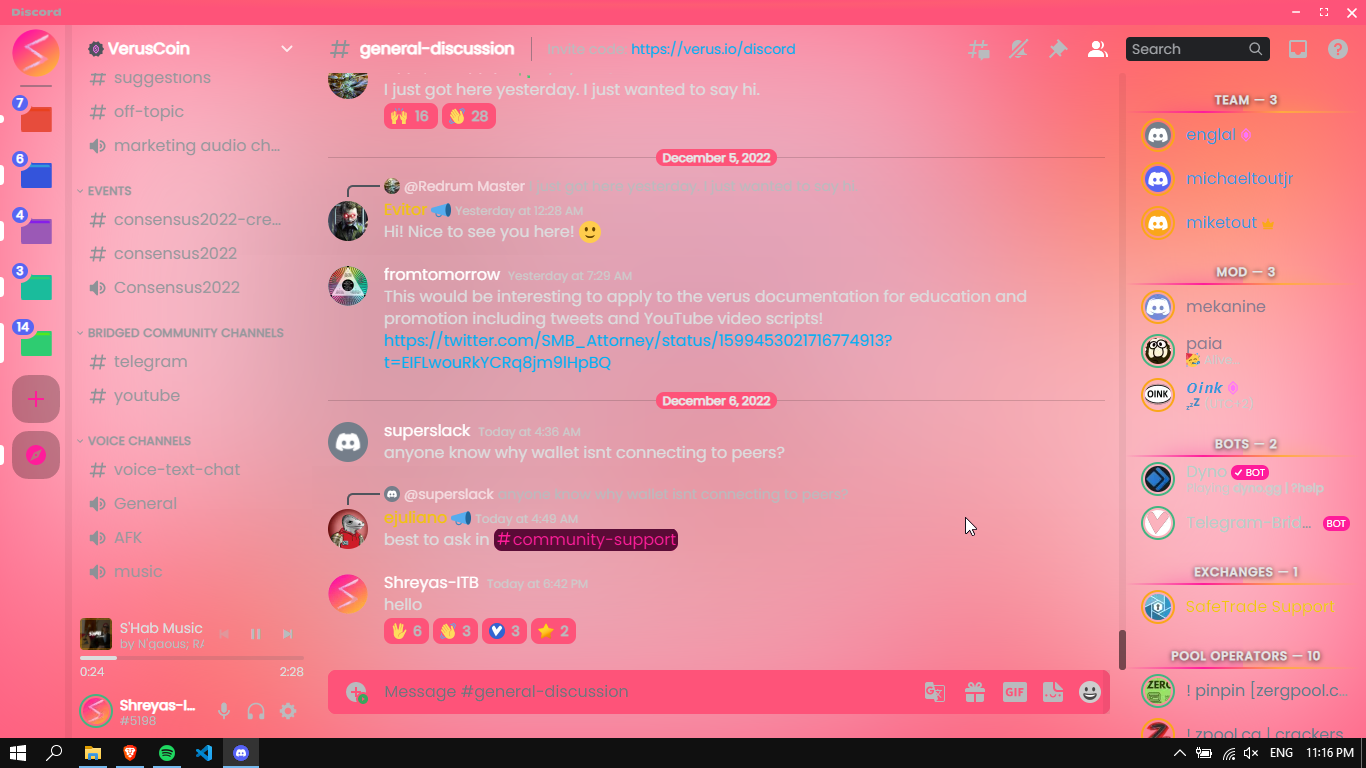 Discord
VerusCoin
# general-discussion
Invite goals: https://verus.io/discord
Search
7
6
4
3
14
# suggestions
# off-topic
marketing audio ch...
EVENTS
# consensus2022-cre...
# consensus2022
Consensus2022
BRIDGED COMMUNITY CHANNELS
# telegram
# youtube
VOICE CHANNELS
# voice-text-chat
General
AFK
music
S'Hab Music
by N'qaous; RA
0:24
2:28
Shreyas-I...
#5198
I just got here yesterday. I just wanted to say hi.
🙌 16 👋 28
December 5, 2022
@Redrum Master I just got here yesterday. I just wanted to say hi.
Evitor Yesterday at 12:28 AM
Hi! Nice to see you here! 🙂
fromtomorrow Yesterday at 7:29 AM
This would be interesting to apply to the verus documentation for education and
promotion including tweets and YouTube video scripts!
https://twitter.com/SMB_Attorney/status/1599453021716774913?
t=EIFLwouRkYCRq8jm9lHpBQ
December 6, 2022
superslack Today at 4:36 AM
anyone know why wallet isnt connecting to peers?
@superslack anyone know why wallet isnt connecting to peers?
ejuliano Today at 4:49 AM
best to ask in #community-support
Shreyas-ITB Today at 6:42 PM
hello
🖖 6 👋 3 3 ⭐ 2
Message #general-discussion
GIF
TEAM — 3
englal
michaeltoutjr
miketout
MOD — 3
mekanine
paia
OINK
Oink
BOTS — 2
Dyno ✓ BOT
| ?help
Telegram-Brid... BOT
EXCHANGES — 1
SafeTrade Support
POOL OPERATORS — 10
ZERG
! pinpin [zergpool.c...
! zpool.ca | crackers
ENG
11:16 PM